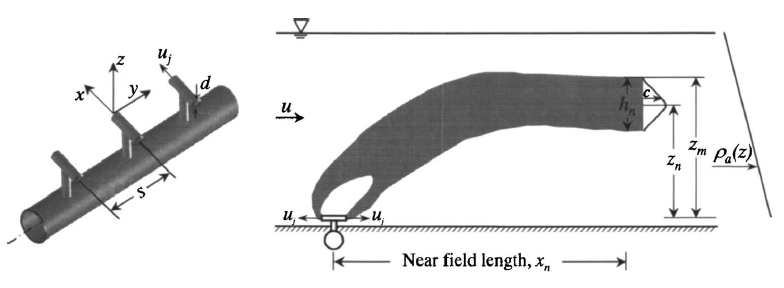 z
u_j
d
x
y
s
u
c
h_n
z_n
z_m
ρ_a(z)
u_j
u_j
Near field length, x_n